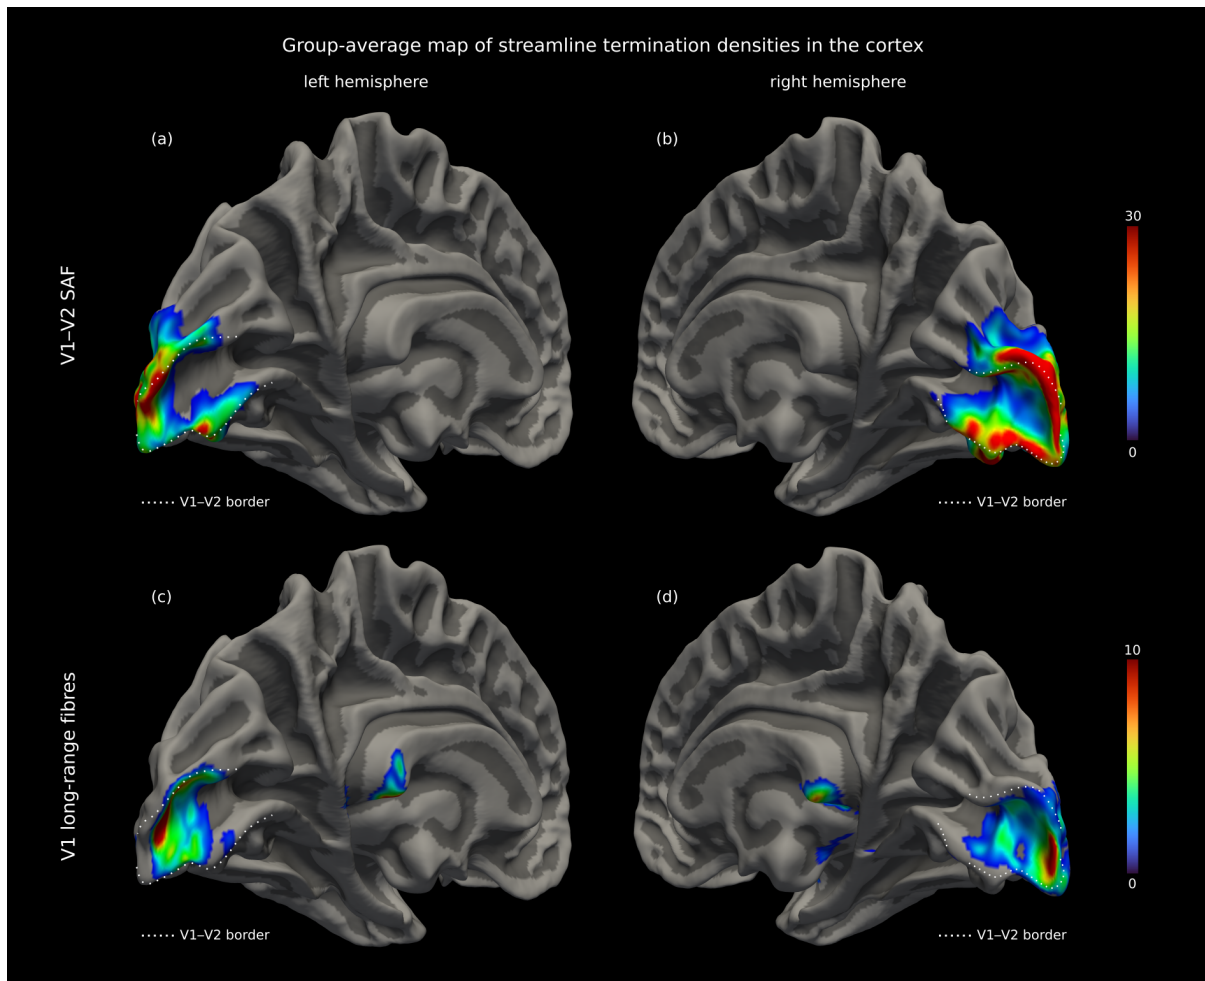 Group-average map of streamline termination densities in the cortex
left hemisphere
right hemisphere
(a)
(b)
V1–V2 SAF
30
0
V1–V2 border
V1–V2 border
(c)
(d)
V1 long-range fibres
10
0
V1–V2 border
V1–V2 border